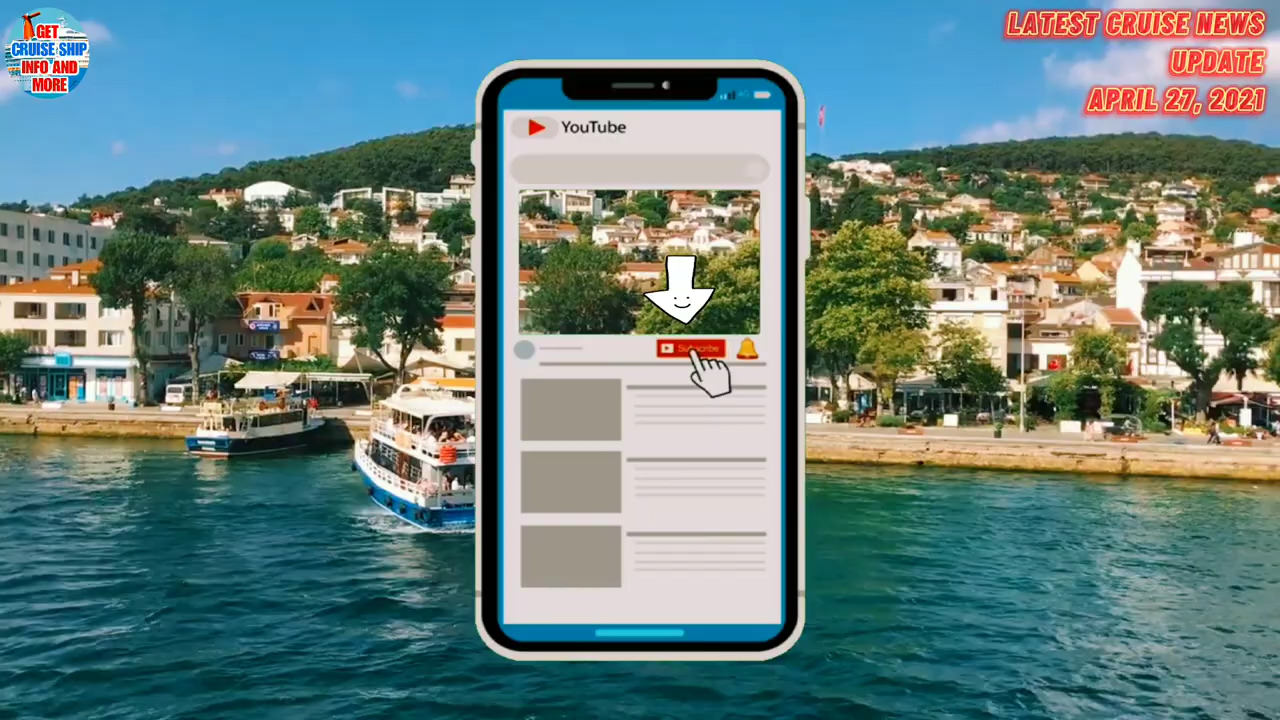 GET
CRUISE SHIP
INFO AND
MORE
LATEST CRUISE NEWS
UPDATE
APRIL 27, 2021
YouTube
Subscribe